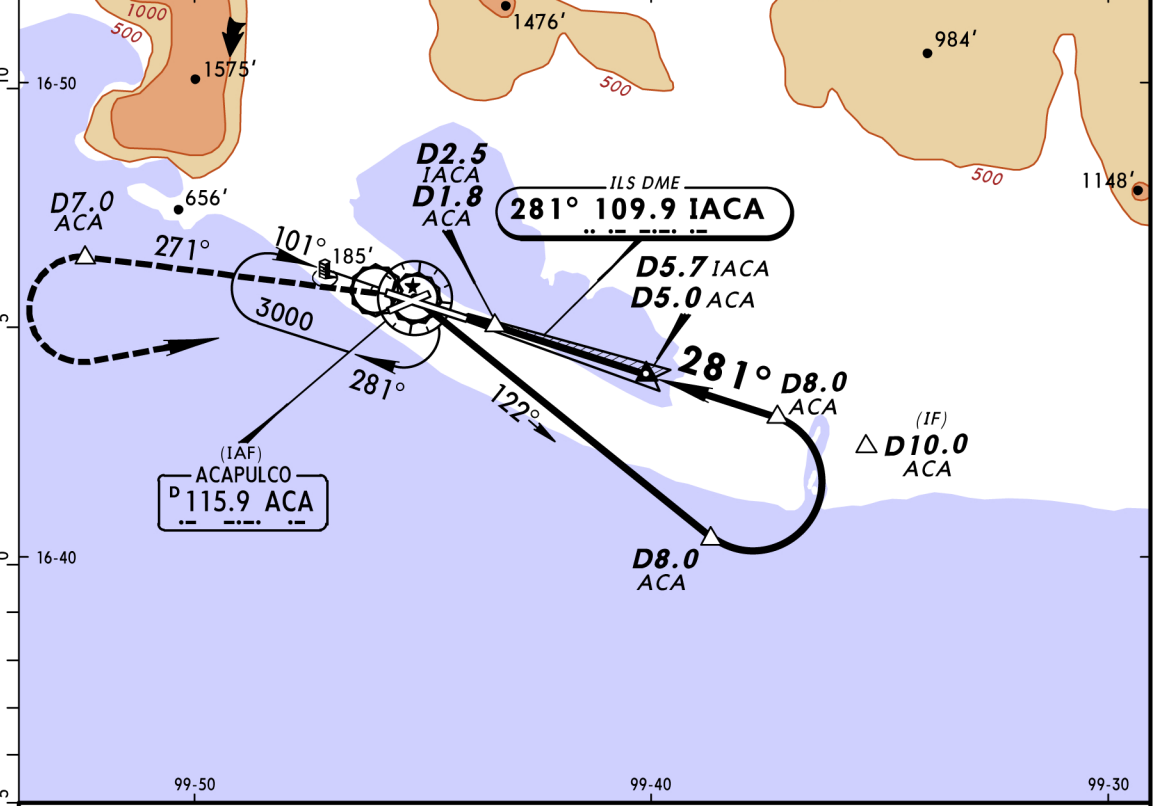 1000
500
1575'
1476'
500
984'
500
1148'
16-50
656'
D7.0
ACA
271°
101°
185'
3000
281°
D2.5
IACA
D1.8
ACA
ILS DME
281° 109.9 IACA
D5.7 IACA
D5.0 ACA
281°
D8.0
ACA
(IF)
D10.0
ACA
122°
(IAF)
ACAPULCO
D 115.9 ACA
D8.0
ACA
16-40
99-50
99-40
99-30